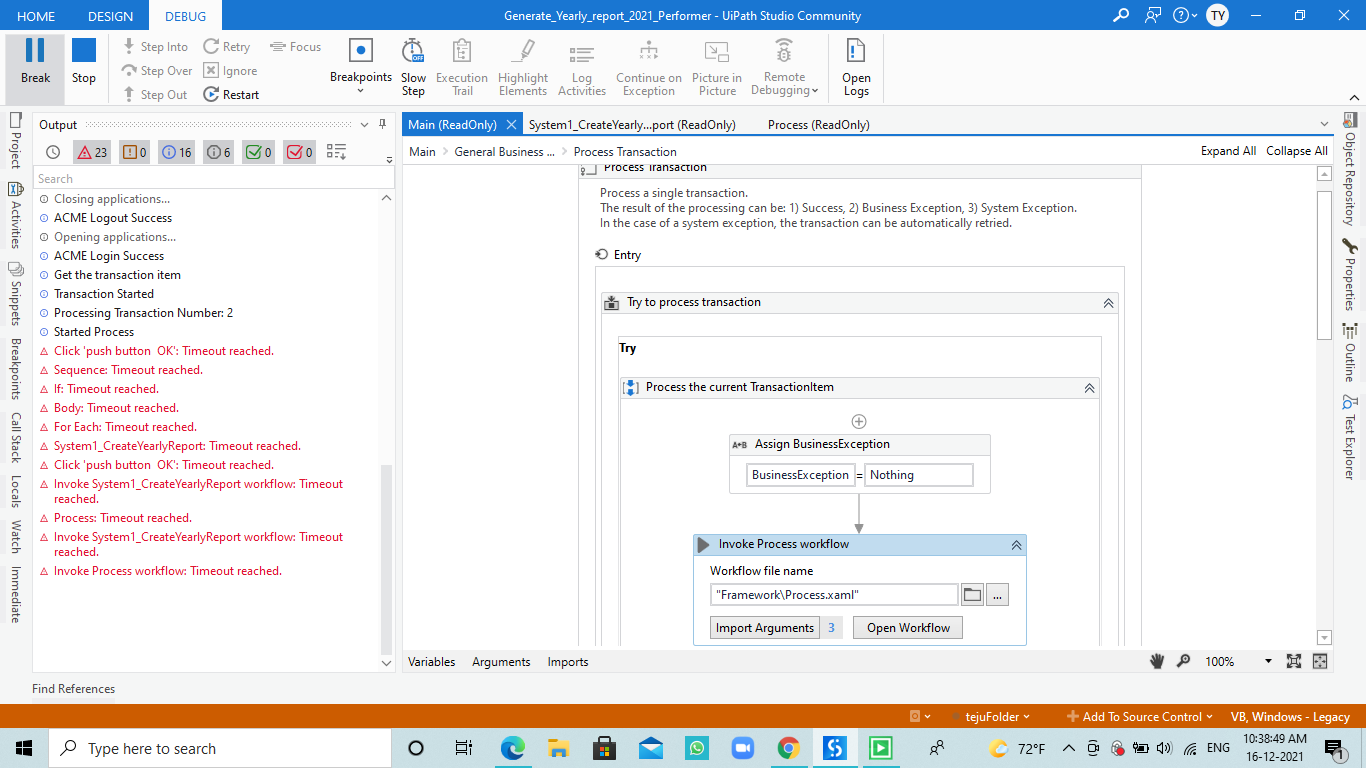 HOME DESIGN DEBUG Generate_Yearly_report_2021_Performer - UiPath Studio Community TY
Break Stop Step Into Step Over Step Out Retry Ignore Restart Focus Breakpoints Slow Step Execution Trail Highlight Elements Log Activities Continue on Exception Picture in Picture Remote Debugging Open Logs
OFF
Project
Activities
Snippets
Breakpoints
Call Stack
Locals
Watch
Immediate
Output
23 0 16 6 0 0
Search
Closing applications...
ACME Logout Success
Opening applications...
ACME Login Success
Get the transaction item
Transaction Started
Processing Transaction Number: 2
Started Process
Click 'push button  OK': Timeout reached.
Sequence: Timeout reached.
If: Timeout reached.
Body: Timeout reached.
For Each: Timeout reached.
System1_CreateYearlyReport: Timeout reached.
Click 'push button  OK': Timeout reached.
Invoke System1_CreateYearlyReport workflow: Timeout
reached.
Process: Timeout reached.
Invoke System1_CreateYearlyReport workflow: Timeout
reached.
Invoke Process workflow: Timeout reached.
Find References
Main (ReadOnly) System1_CreateYearly...port (ReadOnly) Process (ReadOnly)
Main General Business ... Process Transaction Expand All Collapse All
Process Transaction
Process a single transaction.
The result of the processing can be: 1) Success, 2) Business Exception, 3) System Exception.
In the case of a system exception, the transaction can be automatically retried.
Entry
Try to process transaction
Try
Process the current TransactionItem
A•B Assign BusinessException
BusinessException = Nothing
Invoke Process workflow
Workflow file name
"Framework\Process.xaml" ...
Import Arguments 3 Open Workflow
Variables Arguments Imports 100%
Object Repository
Properties
Outline
Test Explorer
tejuFolder Add To Source Control VB, Windows - Legacy
Type here to search 72°F ENG 10:38:49 AM
16-12-2021 1